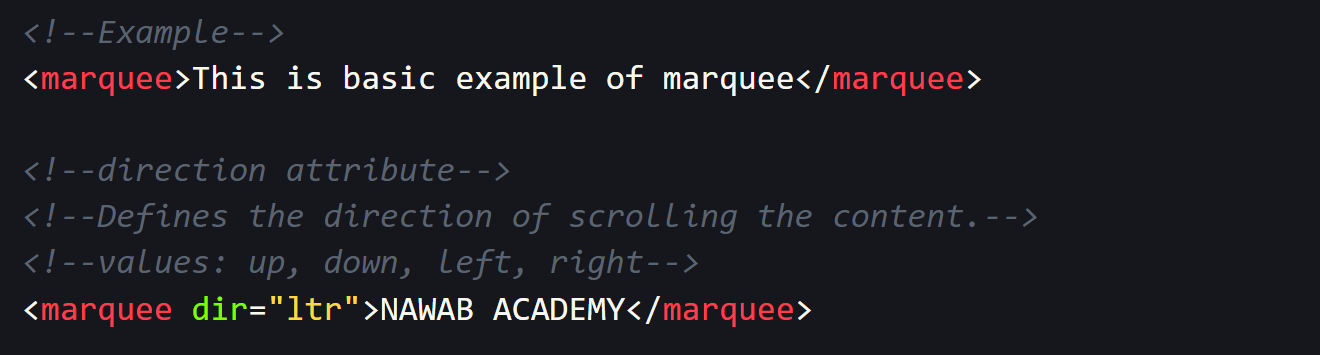 <!--Example-->
<marquee>This is basic example of marquee</marquee>
<!--direction attribute-->
<!--Defines the direction of scrolling the content.-->
<!--values: up, down, left, right-->
<marquee dir="ltr">NAWAB ACADEMY</marquee>